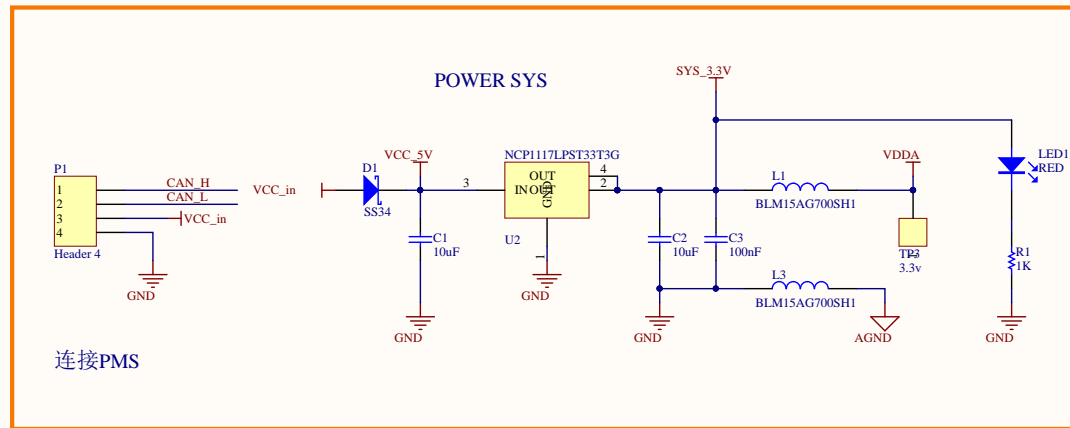 POWER SYS
SYS_3.3V
P1
1
2
3
4
Header 4
CAN_H
CAN_L
VCC_in
GND
VCC_in
D1
SS34
VCC_5V
C1
10uF
GND
NCP1117LPST33T3G
3
IN
OUT
OUT
GND
4
2
U2
1
GND
C2
10uF
C3
100nF
GND
L1
BLM15AG700SH1
L3
BLM15AG700SH1
AGND
VDDA
TP3
1
3.3v
LED1
RED
R1
1K
GND
连接PMS